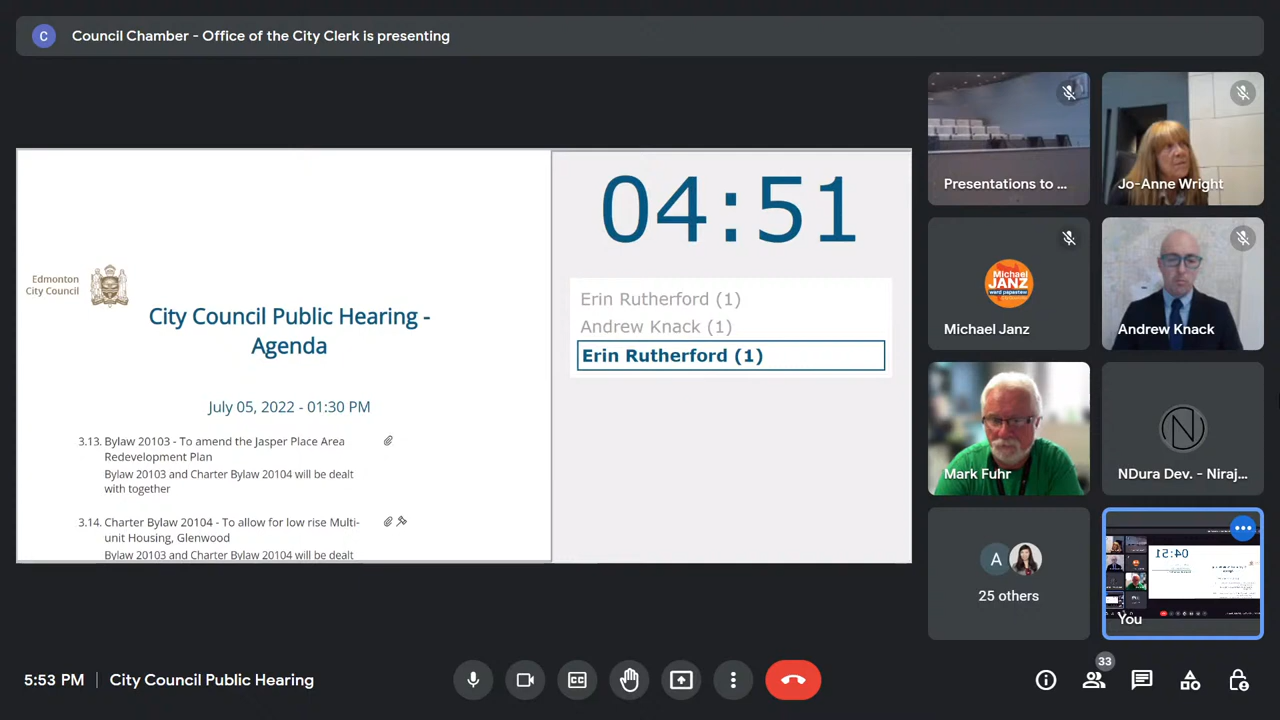 C
Council Chamber - Office of the City Clerk is presenting
Edmonton
City Council
City Council Public Hearing -
Agenda
July 05, 2022 - 01:30 PM
3.13. Bylaw 20103 - To amend the Jasper Place Area
Redevelopment Plan
Bylaw 20103 and Charter Bylaw 20104 will be dealt
with together
3.14. Charter Bylaw 20104 - To allow for low rise Multi-
unit Housing, Glenwood
Bylaw 20103 and Charter Bylaw 20104 will be dealt
04:51
Erin Rutherford (1)
Andrew Knack (1)
Erin Rutherford (1)
Presentations to ...
Jo-Anne Wright
Michael
JANZ
Michael Janz
Andrew Knack
Mark Fuhr
N
NDura Dev. - Niraj...
A
25 others
04:51
You
5:53 PM | City Council Public Hearing
CC
33